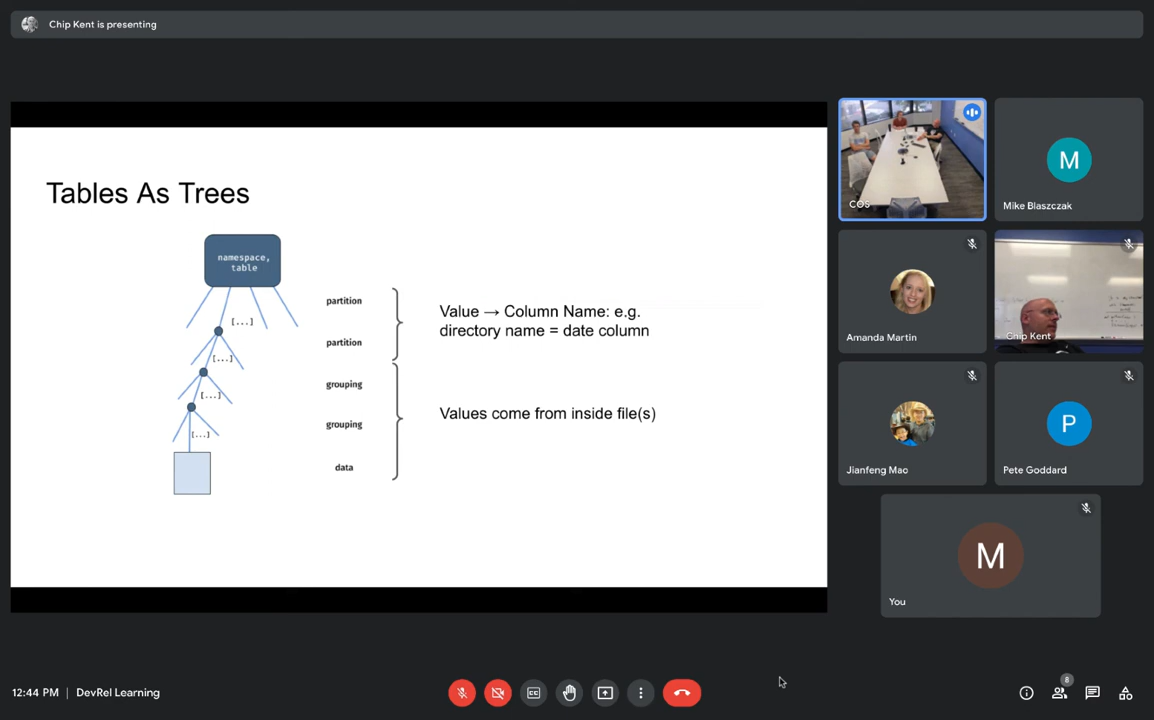 Chip Kent is presenting
Tables As Trees
namespace,
table
[...]
[...]
[...]
[...]
partition
partition
grouping
grouping
data
Value → Column Name: e.g.
directory name = date column
Values come from inside file(s)
COS
M
Mike Blaszczak
Amanda Martin
Chip Kent
Jianfeng Mao
P
Pete Goddard
M
You
12:44 PM | DevRel Learning
CC
8